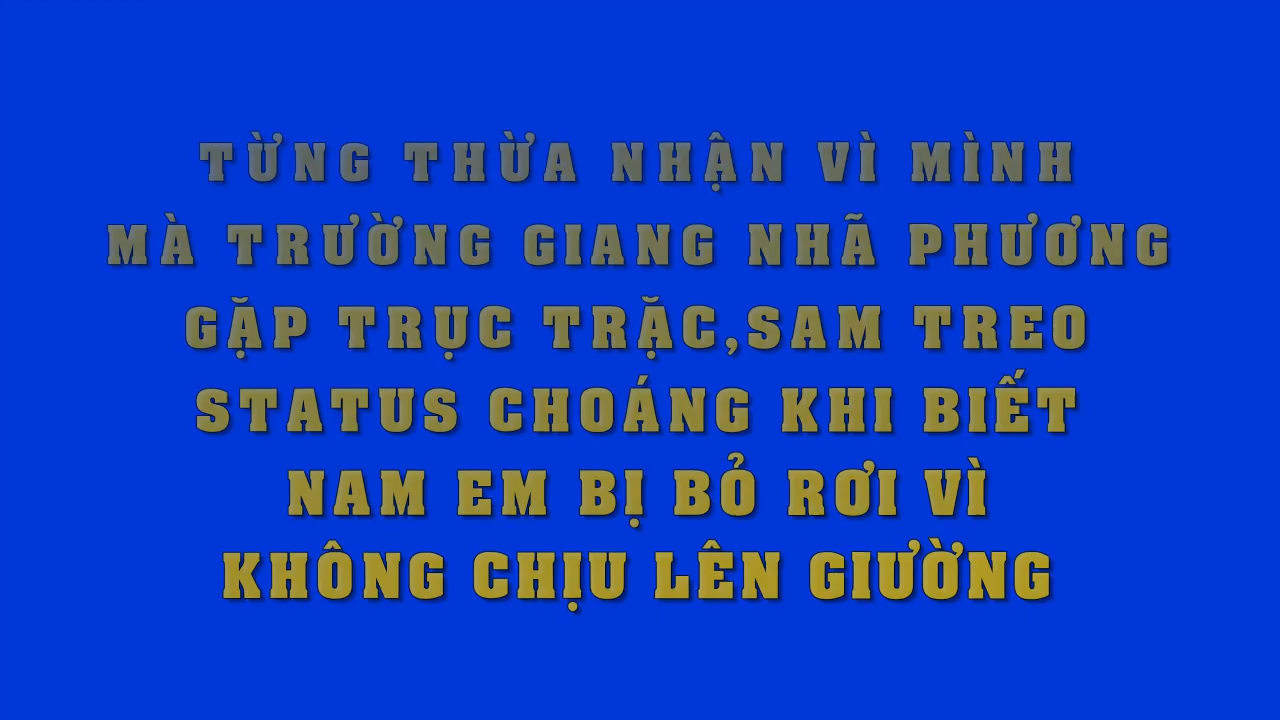 TỪNG THỪA NHẬN VÌ MÌNH
MÀ TRƯỜNG GIANG NHÃ PHƯƠNG
GẶP TRỤC TRẶC,SAM TREO
STATUS CHOÁNG KHI BIẾT
NAM EM BỊ BỎ RƠI VÌ
KHÔNG CHỊU LÊN GIƯỜNG